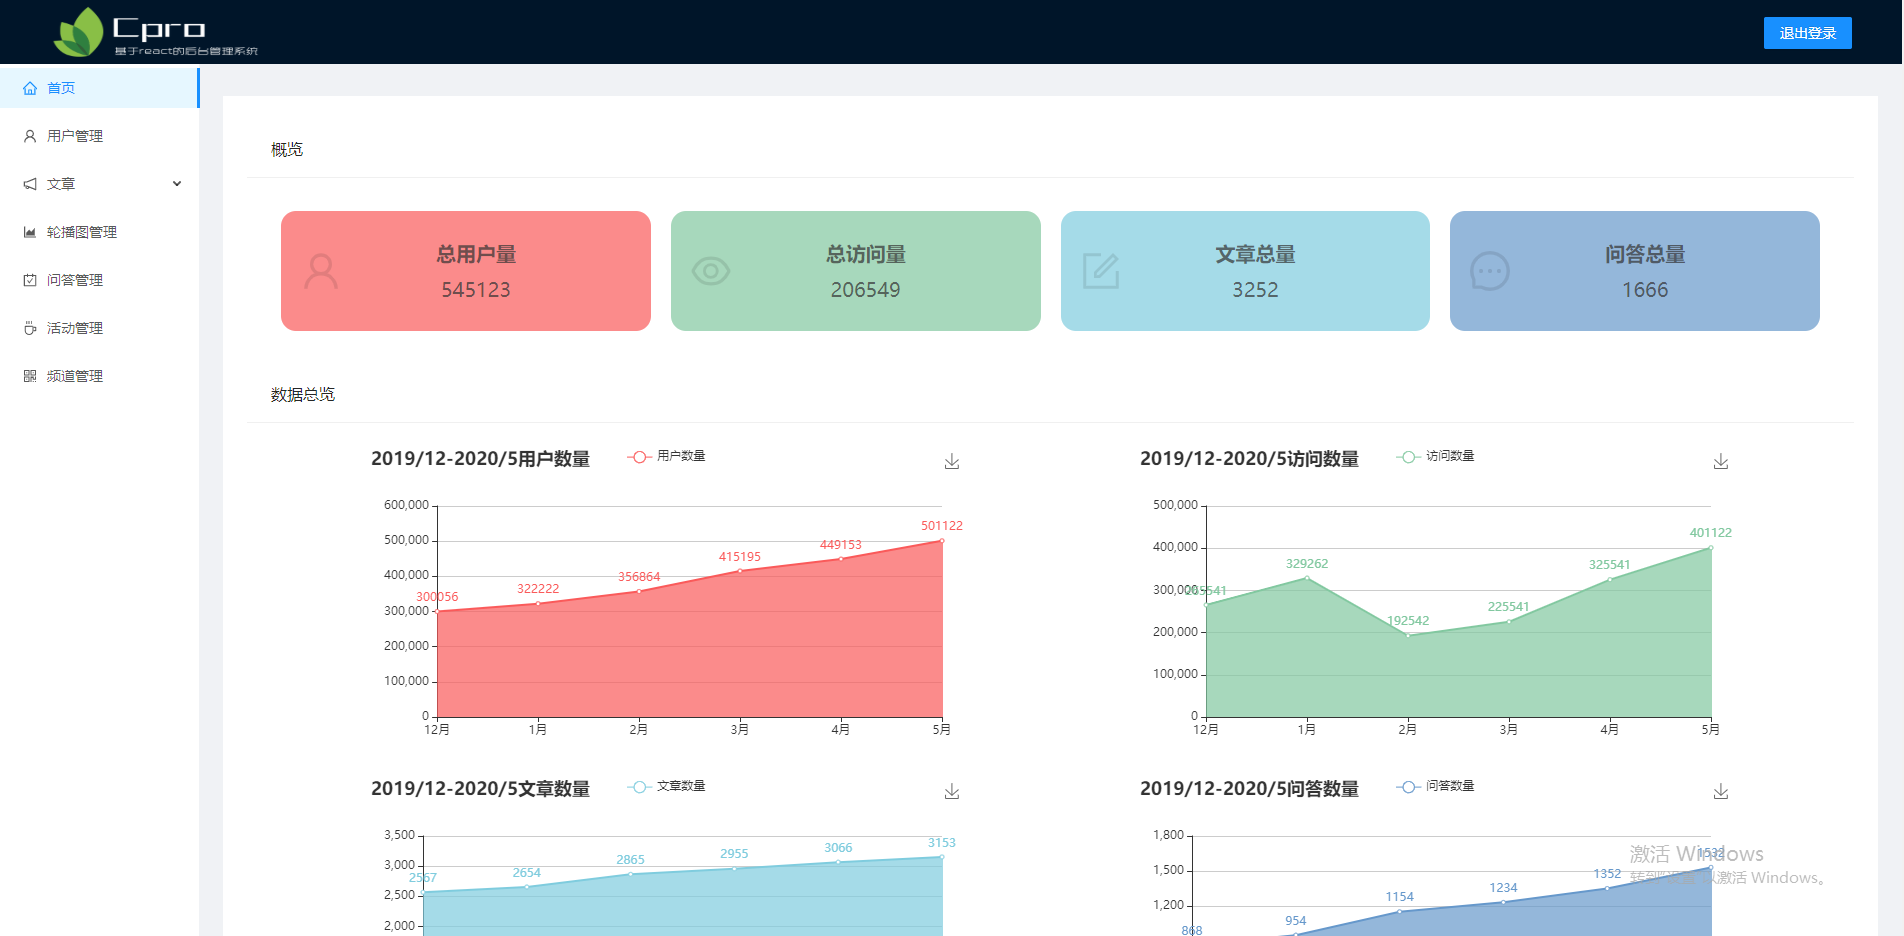 Cpro
基于react的后台管理系统
退出登录
首页
用户管理
文章
轮播图管理
问答管理
活动管理
频道管理
概览
总用户量
545123
总访问量
206549
文章总量
3252
问答总量
1666
数据总览
2019/12-2020/5用户数量
用户数量
600,000
500,000
400,000
300,000
200,000
100,000
0
300056
322222
356864
415195
449153
501122
12月
1月
2月
3月
4月
5月
2019/12-2020/5访问数量
访问数量
500,000
400,000
300,000
200,000
100,000
0
265541
329262
192542
225541
325541
401122
12月
1月
2月
3月
4月
5月
2019/12-2020/5文章数量
文章数量
3,500
3,000
2,500
2,000
2567
2654
2865
2955
3066
3153
2019/12-2020/5问答数量
问答数量
1,800
1,500
1,200
868
954
1154
1234
1352
1532
激活 Windows
转到"设置"以激活 Windows。